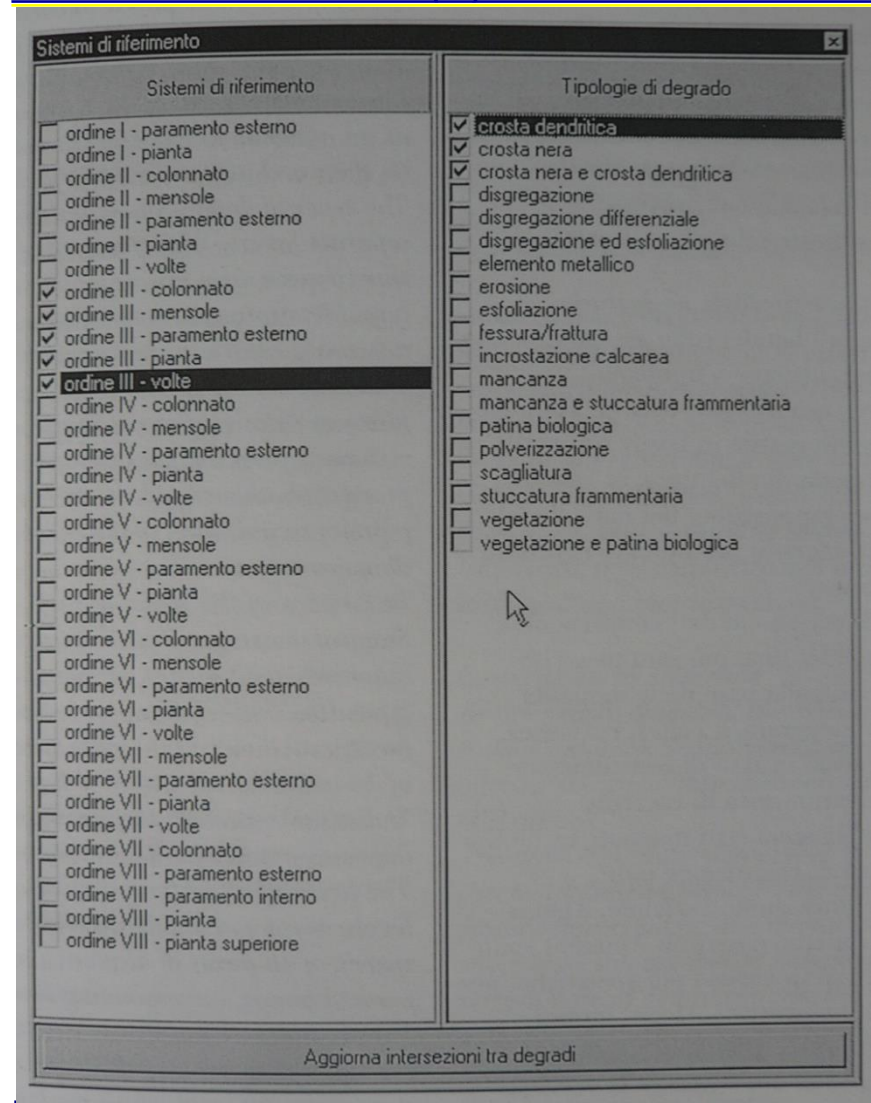 Sistemi di riferimento
Sistemi di riferimento
ordine I - paramento esterno
ordine I - pianta
ordine II - colonnato
ordine II - mensole
ordine II - paramento esterno
ordine II - pianta
ordine II - volte
ordine III - colonnato
ordine III - mensole
ordine III - paramento esterno
ordine III - pianta
ordine III - volte
ordine IV - colonnato
ordine IV - mensole
ordine IV - paramento esterno
ordine IV - pianta
ordine IV - volte
ordine V - colonnato
ordine V - mensole
ordine V - paramento esterno
ordine V - pianta
ordine V - volte
ordine VI - colonnato
ordine VI - mensole
ordine VI - paramento esterno
ordine VI - pianta
ordine VI - volte
ordine VII - mensole
ordine VII - paramento esterno
ordine VII - pianta
ordine VII - volte
ordine VII - colonnato
ordine VIII - paramento esterno
ordine VIII - paramento interno
ordine VIII - pianta
ordine VIII - pianta superiore
Tipologie di degrado
crosta dendritica
crosta nera
crosta nera e crosta dendritica
disgregazione
disgregazione differenziale
disgregazione ed esfoliazione
elemento metallico
erosione
esfoliazione
fessura/frattura
incrostazione calcarea
mancanza
mancanza e stuccatura frammentaria
patina biologica
polverizzazione
scagliatura
stuccatura frammentaria
vegetazione
vegetazione e patina biologica
Aggiorna intersezioni tra degradi